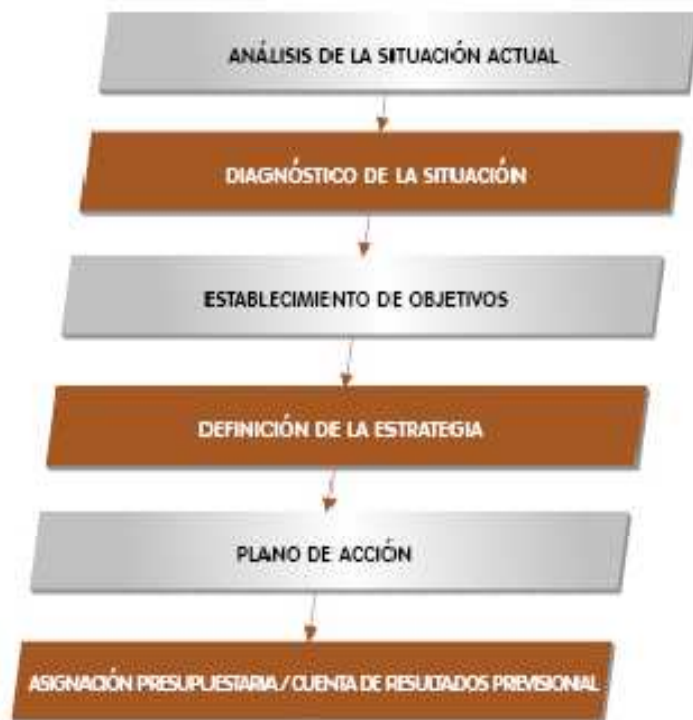 ANÁLISIS DE LA SITUACIÓN ACTUAL
DIAGNÓSTICO DE LA SITUACIÓN
ESTABLECIMIENTO DE OBJETIVOS
DEFINICIÓN DE LA ESTRATEGIA
PLANO DE ACCIÓN
ASIGNACIÓN PRESUPUESTARIA / CUENTA DE RESULTADOS PREVISIONAL